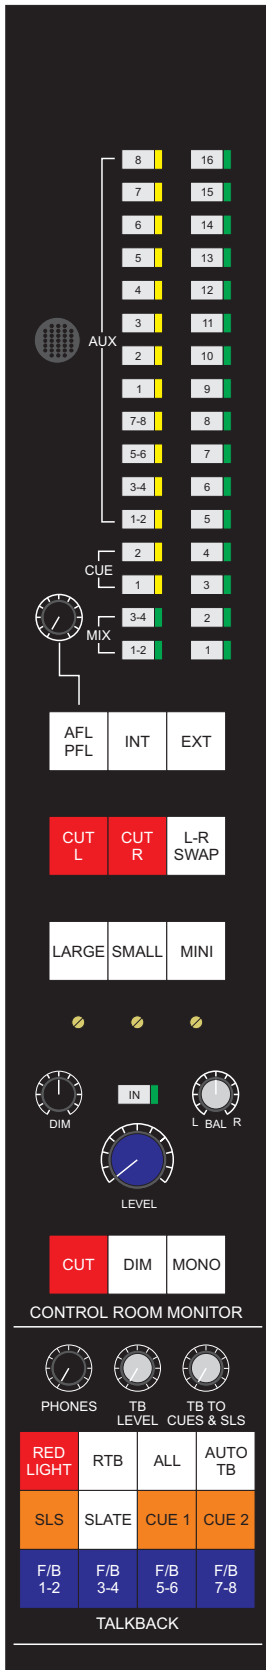 8 16
7 15
6 14
5 13
4 12
3 11
AUX
2 10
1 9
7-8 8
5-6 7
3-4 6
1-2 5
2 4
CUE
1 3
3-4 2
MIX
1-2 1
AFL
PFL
INT
EXT
CUT
L
CUT
R
L-R
SWAP
LARGE
SMALL
MINI
DIM
IN
L BAL R
LEVEL
CUT
DIM
MONO
CONTROL ROOM MONITOR
PHONES
TB
LEVEL
TB TO
CUES & SLS
RED
LIGHT
RTB
ALL
AUTO
TB
SLS
SLATE
CUE 1
CUE 2
F/B
1-2
F/B
3-4
F/B
5-6
F/B
7-8
TALKBACK